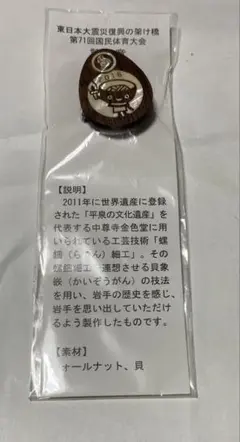 東日本大震災復興の架け橋
第71回国民体育大会
2016
【説明】
2011年に世界遺産に登録
された「平泉の文化遺産」を
代表する中尊寺金色堂に用
いられている工芸技術「螺
鈿（らでん）細工」。その
螺鈿細工を連想させる貝象
嵌（かいぞうがん）の技法
を用い、岩手の歴史を感じ、
岩手を思い出していただけ
るよう製作したものです。
【素材】
ォールナット、貝